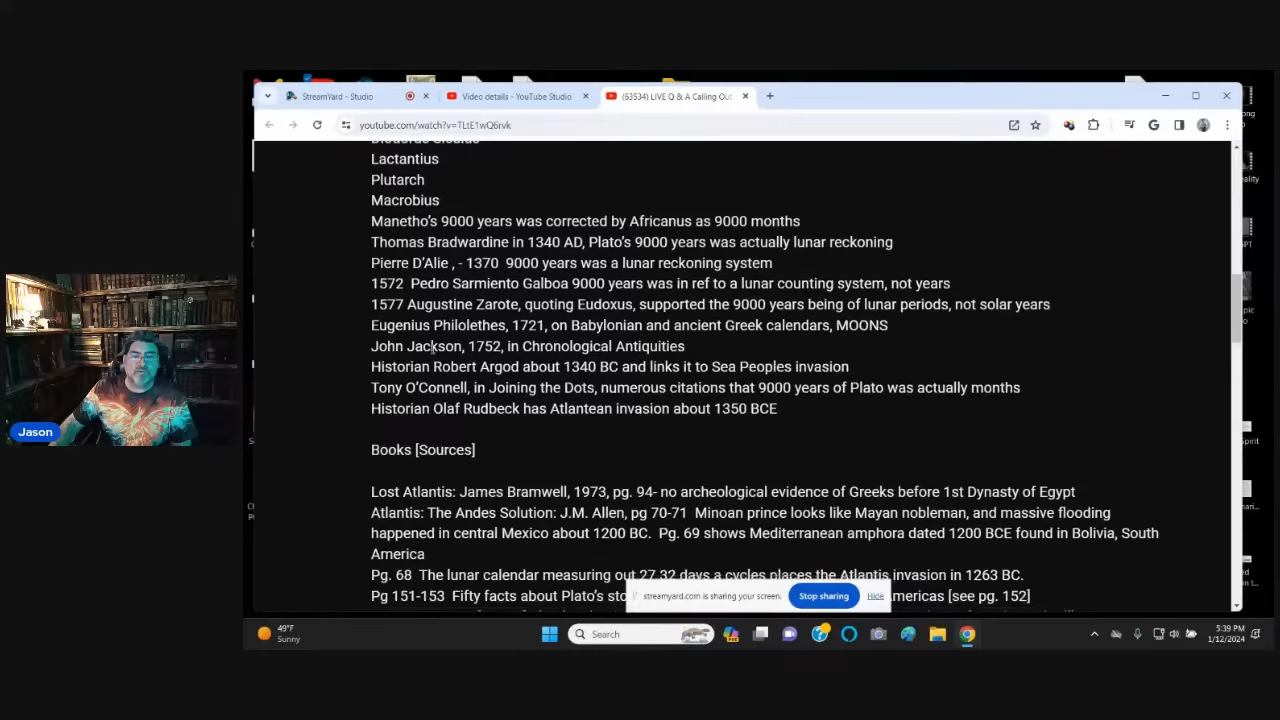 StreamYard - Studio
Video details - YouTube Studio
(63534) LIVE Q & A Calling Ou
youtube.com/watch?v=TLtE1wQ6rvk
Lactantius
Plutarch
Macrobius
Manetho's 9000 years was corrected by Africanus as 9000 months
Thomas Bradwardine in 1340 AD, Plato's 9000 years was actually lunar reckoning
Pierre D'Alie , - 1370 9000 years was a lunar reckoning system
1572 Pedro Sarmiento Galboa 9000 years was in ref to a lunar counting system, not years
1577 Augustine Zarote, quoting Eudoxus, supported the 9000 years being of lunar periods, not solar years
Eugenius Philolethes, 1721, on Babylonian and ancient Greek calendars, MOONS
John Jackson, 1752, in Chronological Antiquities
Historian Robert Argod about 1340 BC and links it to Sea Peoples invasion
Tony O'Connell, in Joining the Dots, numerous citations that 9000 years of Plato was actually months
Historian Olaf Rudbeck has Atlantean invasion about 1350 BCE
Jason
Books [Sources]
Lost Atlantis: James Bramwell, 1973, pg. 94- no archeological evidence of Greeks before 1st Dynasty of Egypt
Atlantis: The Andes Solution: J.M. Allen, pg 70-71 Minoan prince looks like Mayan nobleman, and massive flooding
happened in central Mexico about 1200 BC. Pg. 69 shows Mediterranean amphora dated 1200 BCE found in Bolivia, South
America
Pg. 68 The lunar calendar measuring out 27.32 days a cycles places the Atlantis invasion in 1263 BC.
Pg 151-153 Fifty facts about Plato's sto
mericas [see pg. 152]
streamyard.com is sharing your screen.
Stop sharing
Hide
49°F
Sunny
Search
5:39 PM
1/12/2024